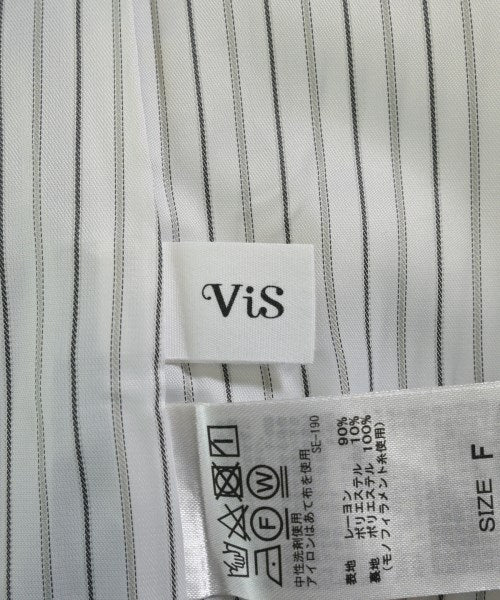 ViS
SE-190
F W
中性洗剤使用
アイロンはあて布を使用
表地 レーヨン 90%
ポリエステル 10%
裏地 ポリエステル 100%
(モノフィラメント糸使用)
SIZE F